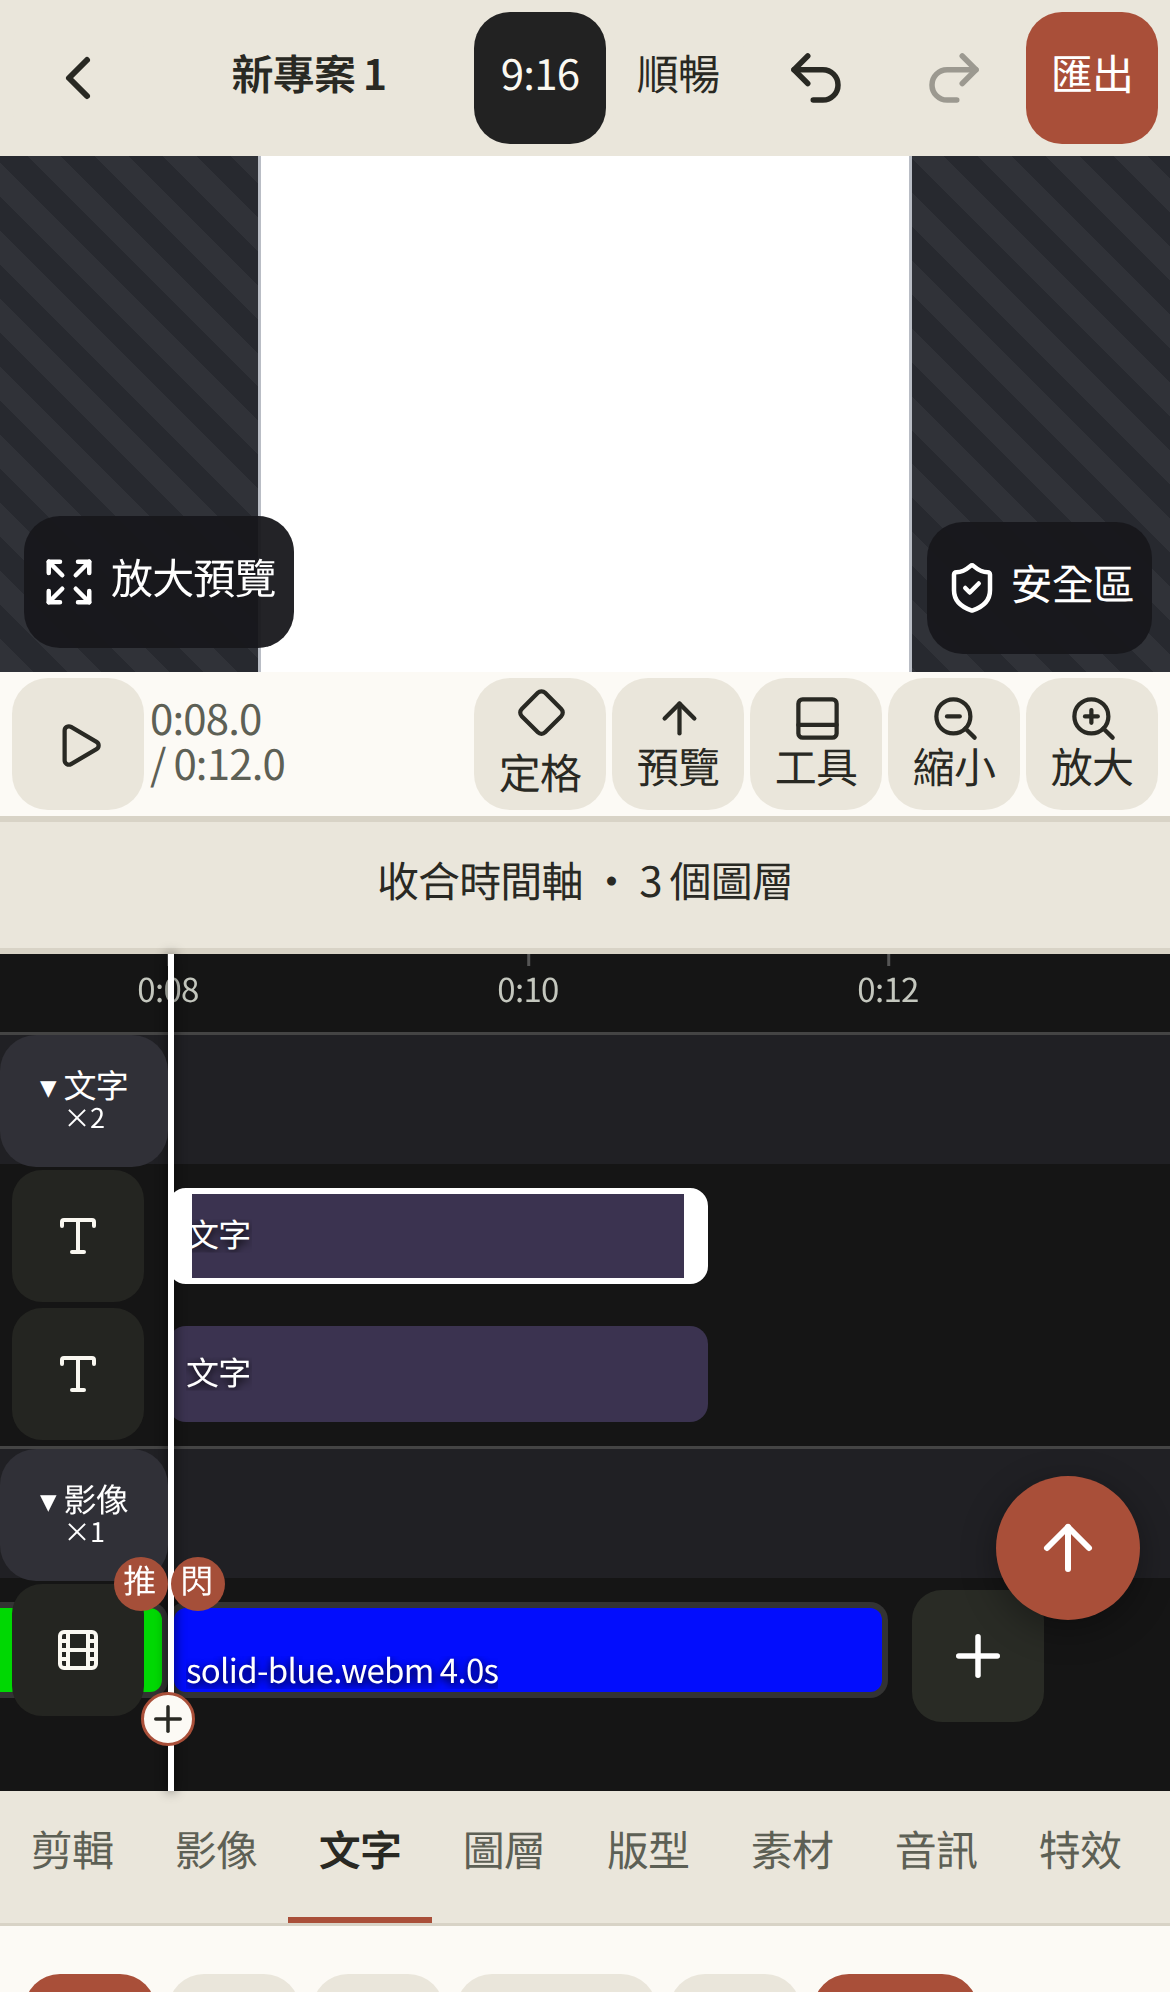 新專案 1
9:16
順暢
匯出
放大預覽
安全區
0:08.0
/ 0:12.0
定格
預覽
工具
縮小
放大
收合時間軸 · 3 個圖層
0:08
0:10
0:12
▾ 文字
×2
文字
文字
▾ 影像
×1
推
閃
solid-blue.webm 4.0s
剪輯
影像
文字
圖層
版型
素材
音訊
特效